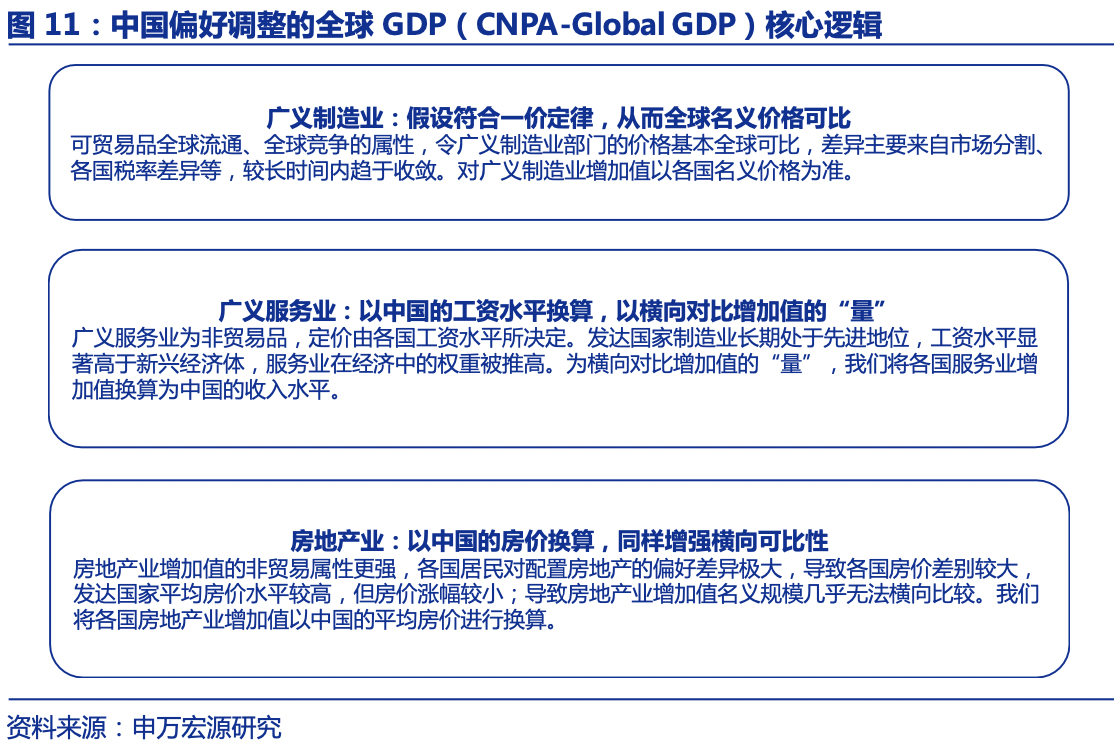 图 11：中国偏好调整的全球 GDP（CNPA-Global GDP）核心逻辑
广义制造业：假设符合一价定律，从而全球名义价格可比
可贸易品全球流通、全球竞争的属性，令广义制造业部门的价格基本全球可比，差异主要来自市场分割、
各国税率差异等，较长时间内趋于收敛。对广义制造业增加值以各国名义价格为准。
广义服务业：以中国的工资水平换算，以横向对比增加值的“量”
广义服务业为非贸易品，定价由各国工资水平所决定。发达国家制造业长期处于先进地位，工资水平显
著高于新兴经济体，服务业在经济中的权重被推高。为横向对比增加值的“量”，我们将各国服务业增
加值换算为中国的收入水平。
房地产业：以中国的房价换算，同样增强横向可比性
房地产业增加值的非贸易属性更强，各国居民对配置房地产的偏好差异极大，导致各国房价差别较大，
发达国家平均房价水平较高，但房价涨幅较小；导致房地产业增加值名义规模几乎无法横向比较。我们
将各国房地产业增加值以中国的平均房价进行换算。
资料来源：申万宏源研究